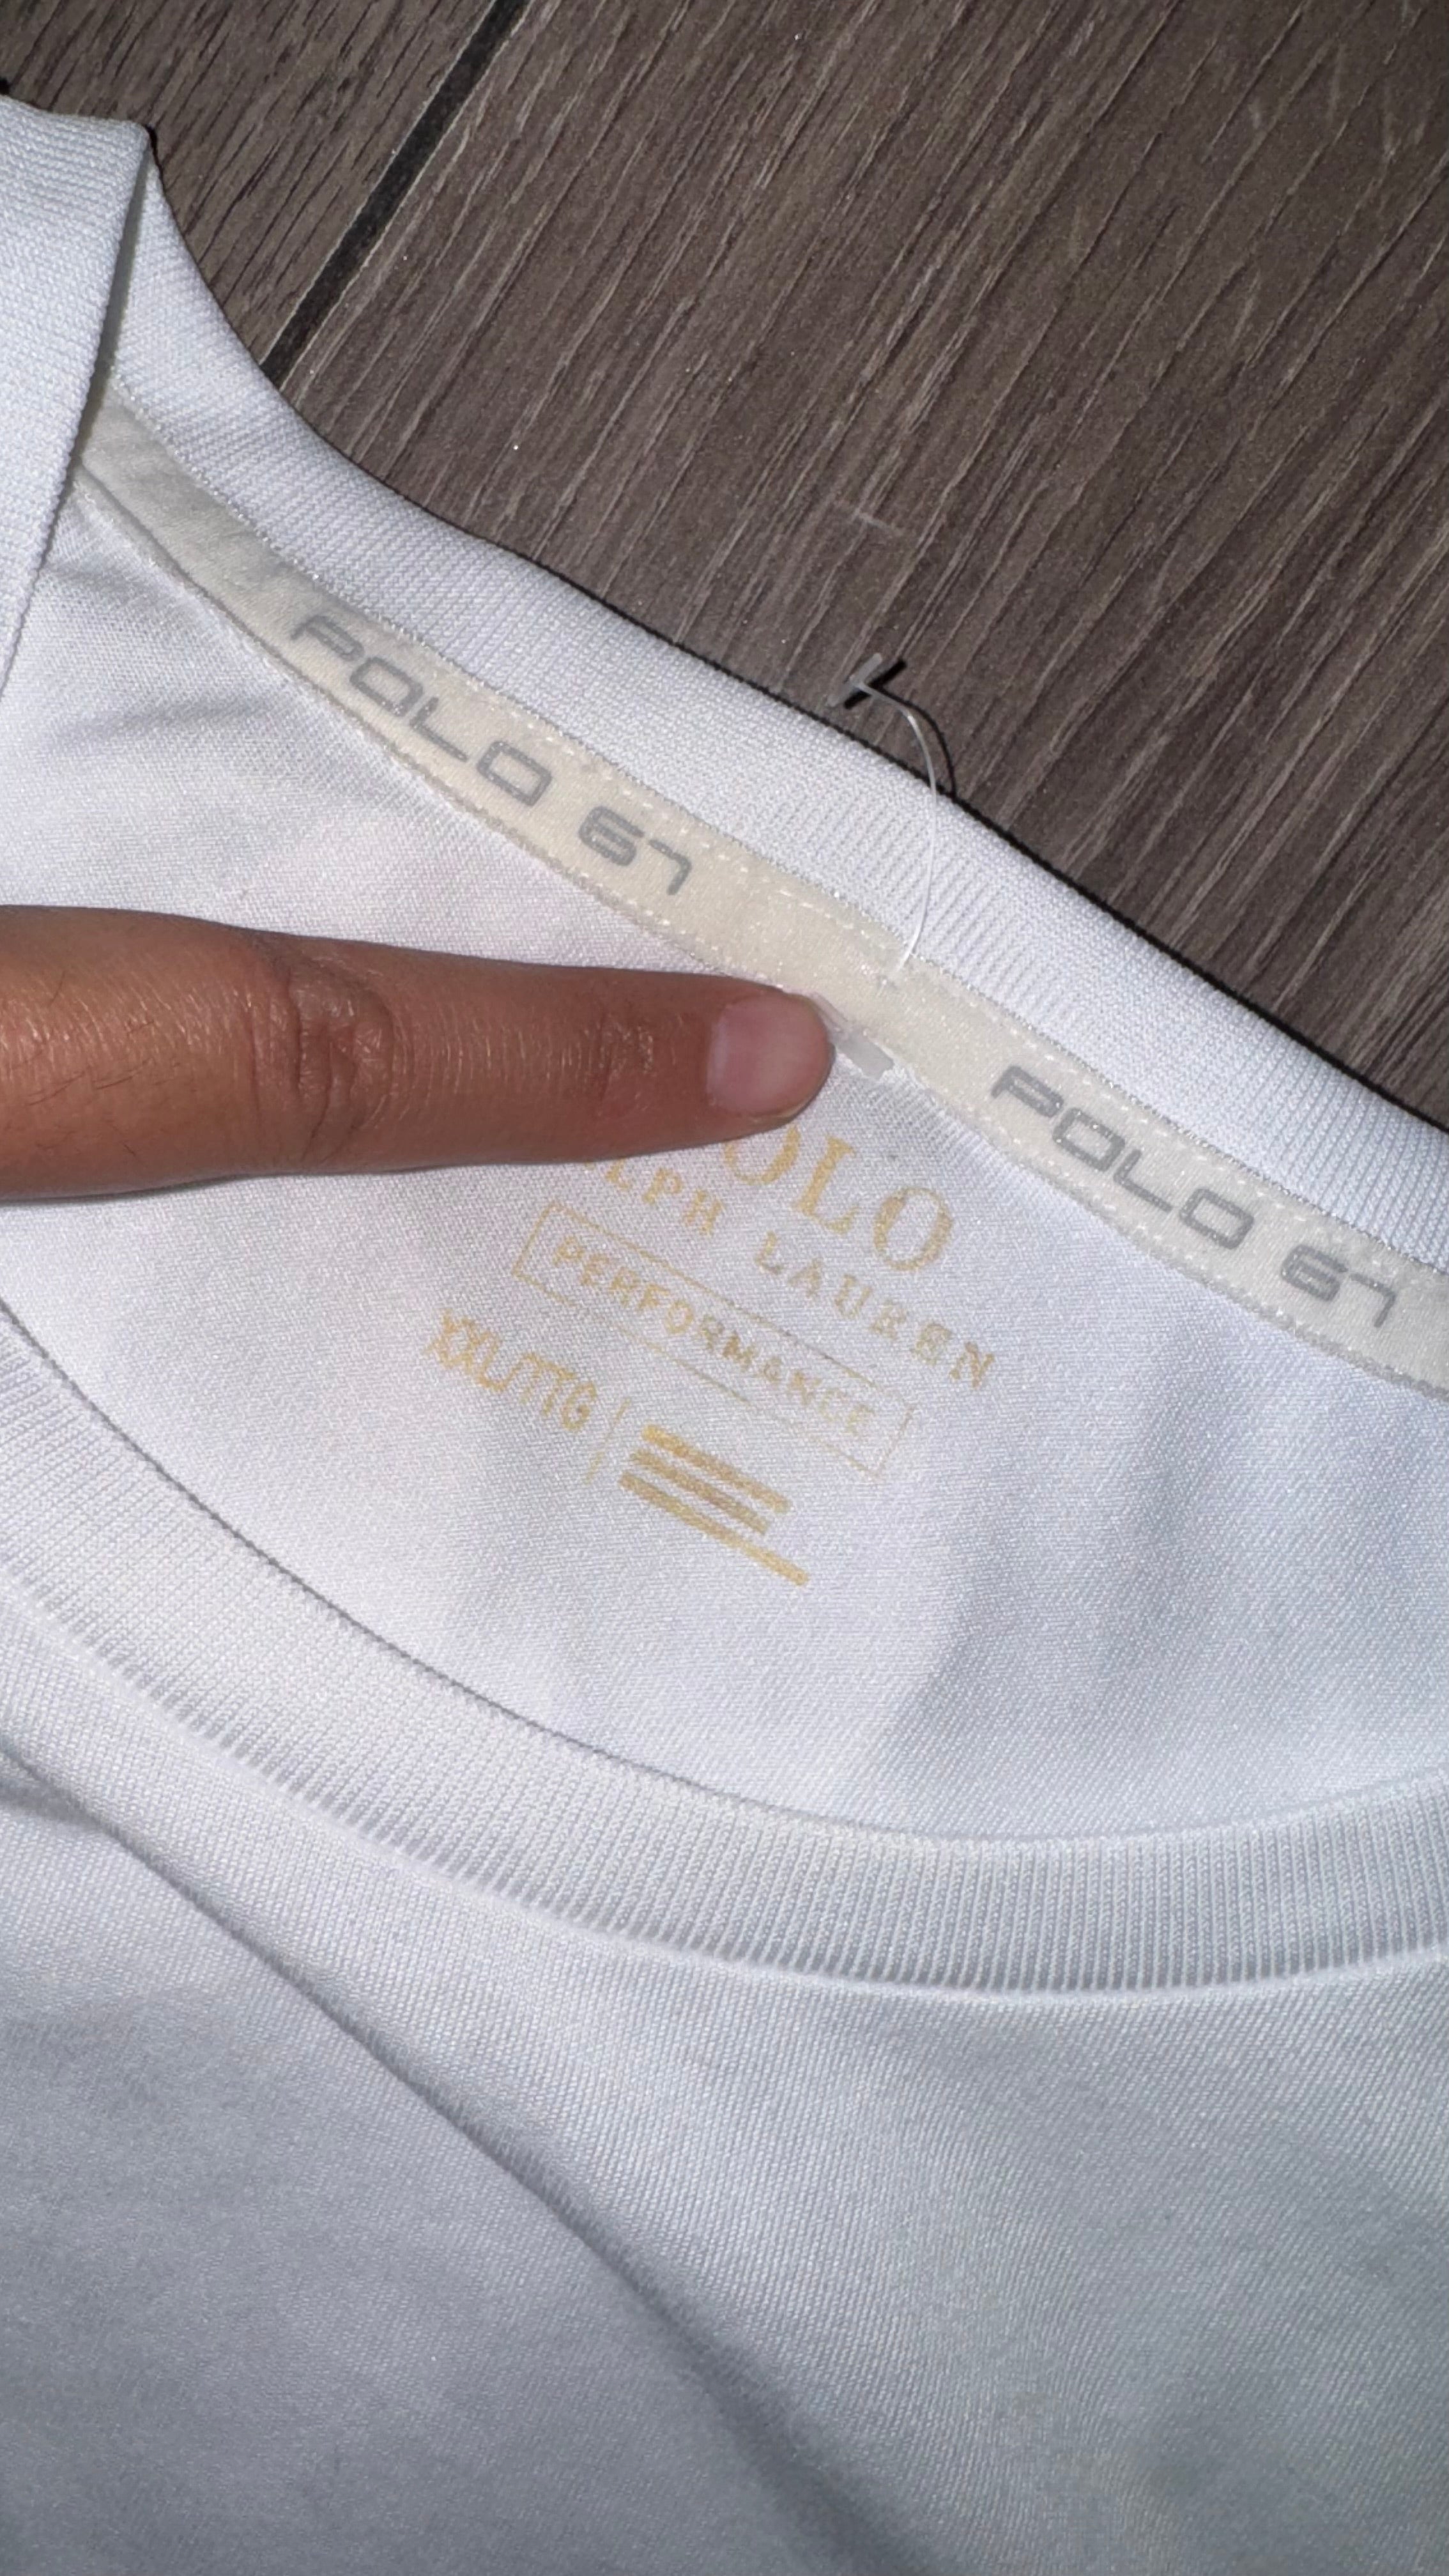 POLO 67
POLO 67
OLO
LPH LAUREN
PERFORMANCE
XXL/TTG